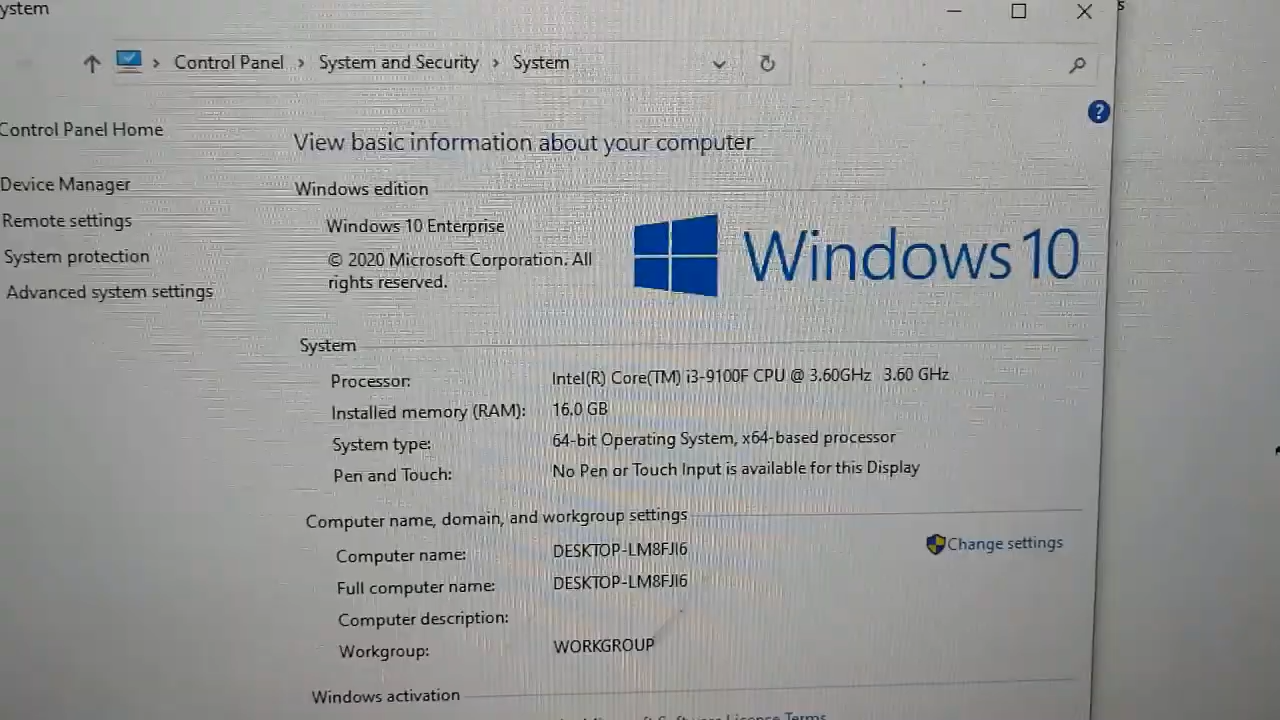 ystem
s
Control Panel › System and Security › System
Control Panel Home
?
View basic information about your computer
Device Manager
Windows edition
Remote settings
Windows 10 Enterprise
System protection
© 2020 Microsoft Corporation. All
rights reserved.
Windows 10
Advanced system settings
System
Processor: Intel(R) Core(TM) i3-9100F CPU @ 3.60GHz 3.60 GHz
Installed memory (RAM): 16.0 GB
System type: 64-bit Operating System, x64-based processor
Pen and Touch: No Pen or Touch Input is available for this Display
Computer name, domain, and workgroup settings
Computer name: DESKTOP-LM8FJI6
Change settings
Full computer name: DESKTOP-LM8FJI6
Computer description:
Workgroup: WORKGROUP
Windows activation
Microsoft Software License Terms